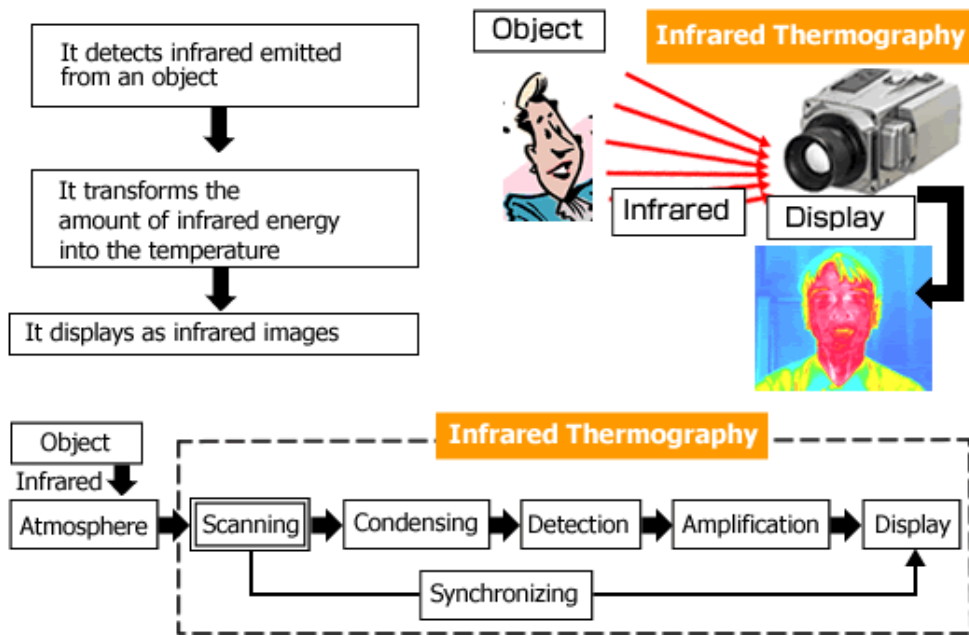 It detects infrared emitted
from an object
It transforms the
amount of infrared energy
into the temperature
It displays as infrared images
Object
Infrared Thermography
Infrared
Display
Infrared Thermography
Object
Infrared
Atmosphere
Scanning
Condensing
Detection
Amplification
Display
Synchronizing